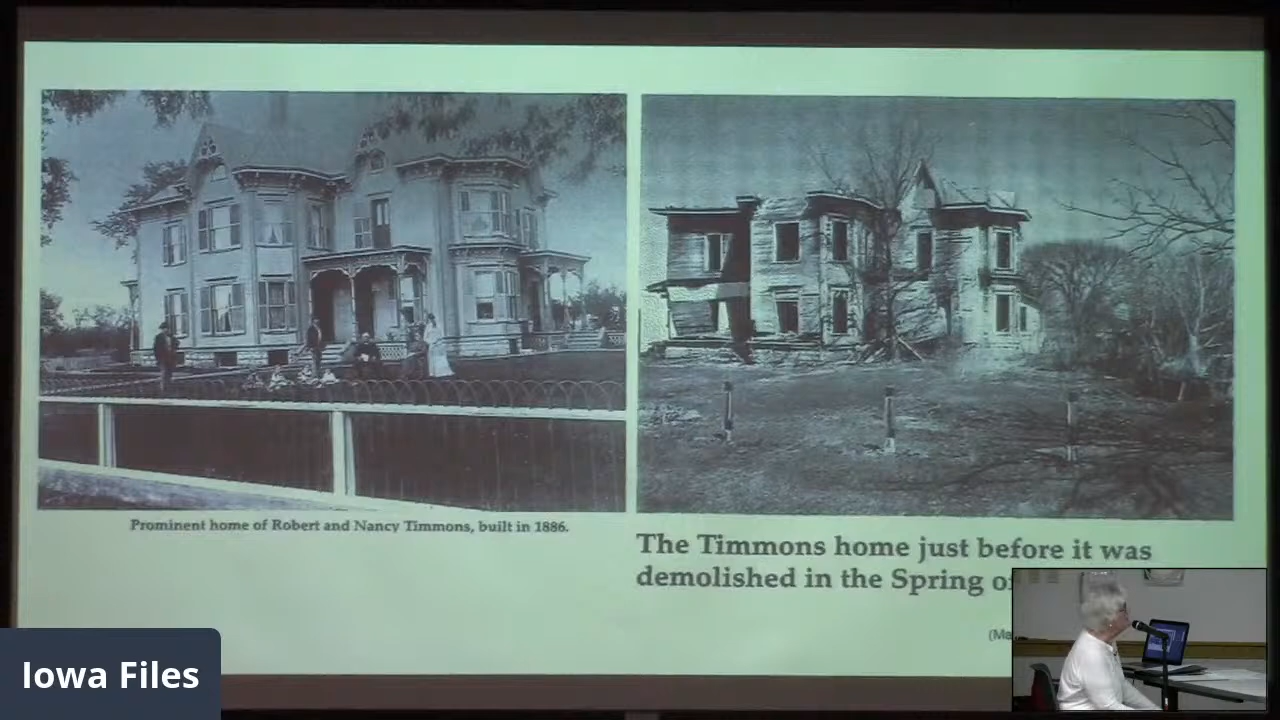 Prominent home of Robert and Nancy Timmons, built in 1886.
The Timmons home just before it was
demolished in the Spring
Iowa Files